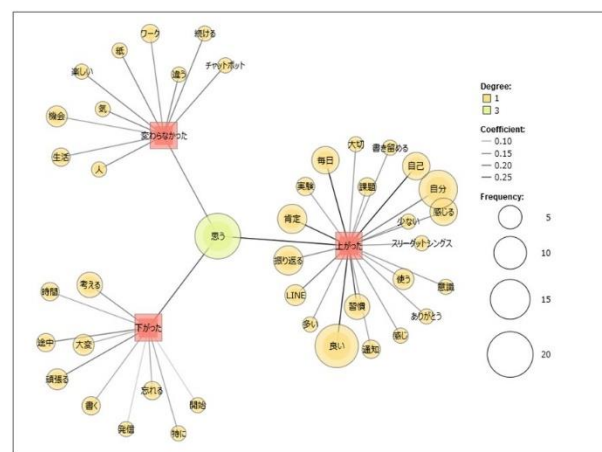 ワーク
続ける
紙
楽しい
違う
チャットボット
機会
気
変わらなかった
生活
人
思う
大切
書き留める
毎日
自己
実験
課題
自分
肯定
少ない
感じる
上がった
スリーグットシングス
振り返る
使う
意識
LINE
習慣
ありがとう
多い
感じ
良い
通知
考える
時間
下がった
途中
大変
頑張る
忘れる
書く
開始
発信
特に
Degree:
1
3
Coefficient:
0.10
0.15
0.20
0.25
Frequency:
5
10
15
20